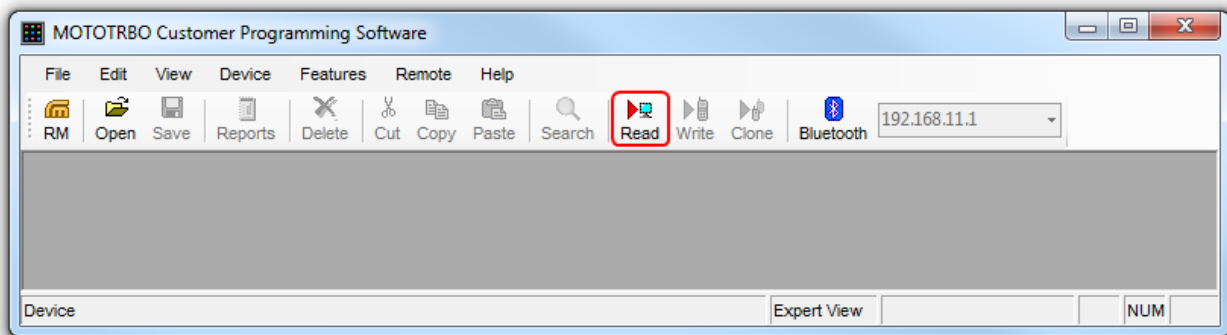 MOTOTRBO Customer Programming Software
File Edit View Device Features Remote Help
RM Open Save Reports Delete Cut Copy Paste Search Read Write Clone Bluetooth 192.168.11.1
Device Expert View NUM